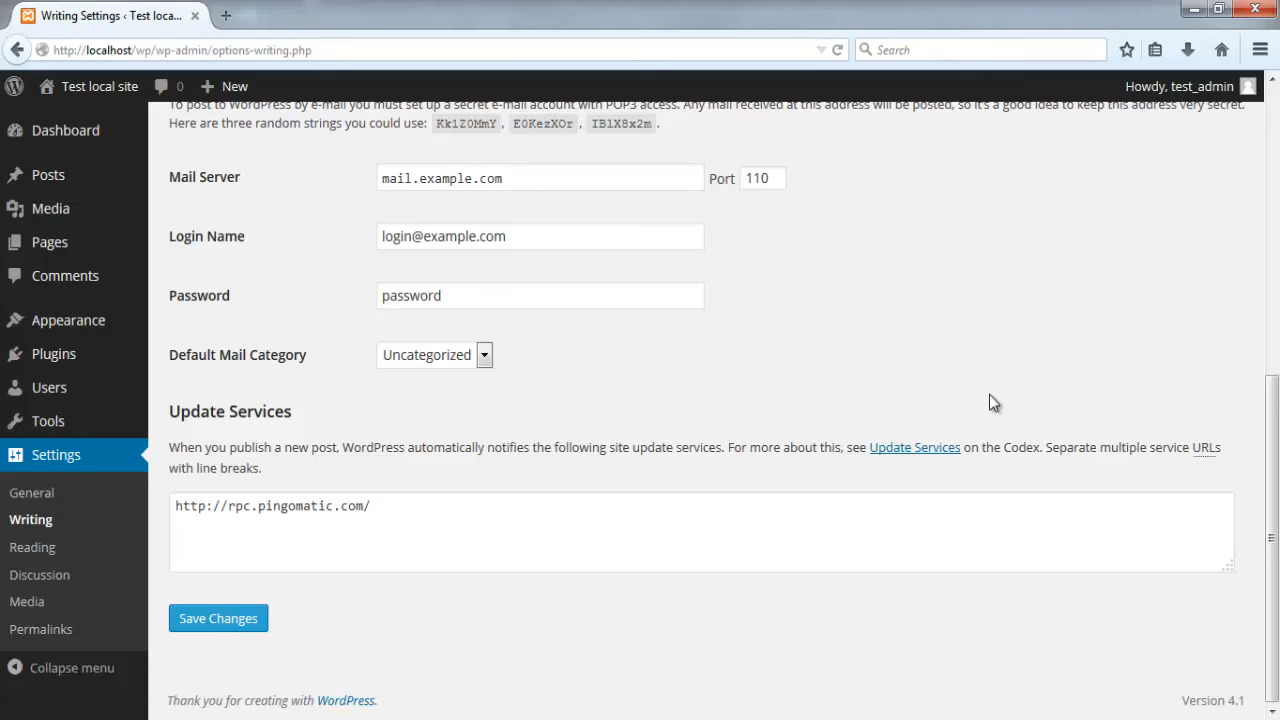 Writing Settings ‹ Test loca... × +
http://localhost/wp/wp-admin/options-writing.php
Search
Test local site 0 + New
Howdy, test_admin
Dashboard
Posts
Media
Pages
Comments
Appearance
Plugins
Users
Tools
Settings
General
Writing
Reading
Discussion
Media
Permalinks
Collapse menu
To post to WordPress by e-mail you must set up a secret e-mail account with POP3 access. Any mail received at this address will be posted, so it's a good idea to keep this address very secret.
Here are three random strings you could use: Kk1Z0MmY, E0KezXOr, IBlX8x2m.
Mail Server mail.example.com Port 110
Login Name login@example.com
Password password
Default Mail Category Uncategorized
Update Services
When you publish a new post, WordPress automatically notifies the following site update services. For more about this, see Update Services on the Codex. Separate multiple service URLs
with line breaks.
http://rpc.pingomatic.com/
Save Changes
Thank you for creating with WordPress.
Version 4.1